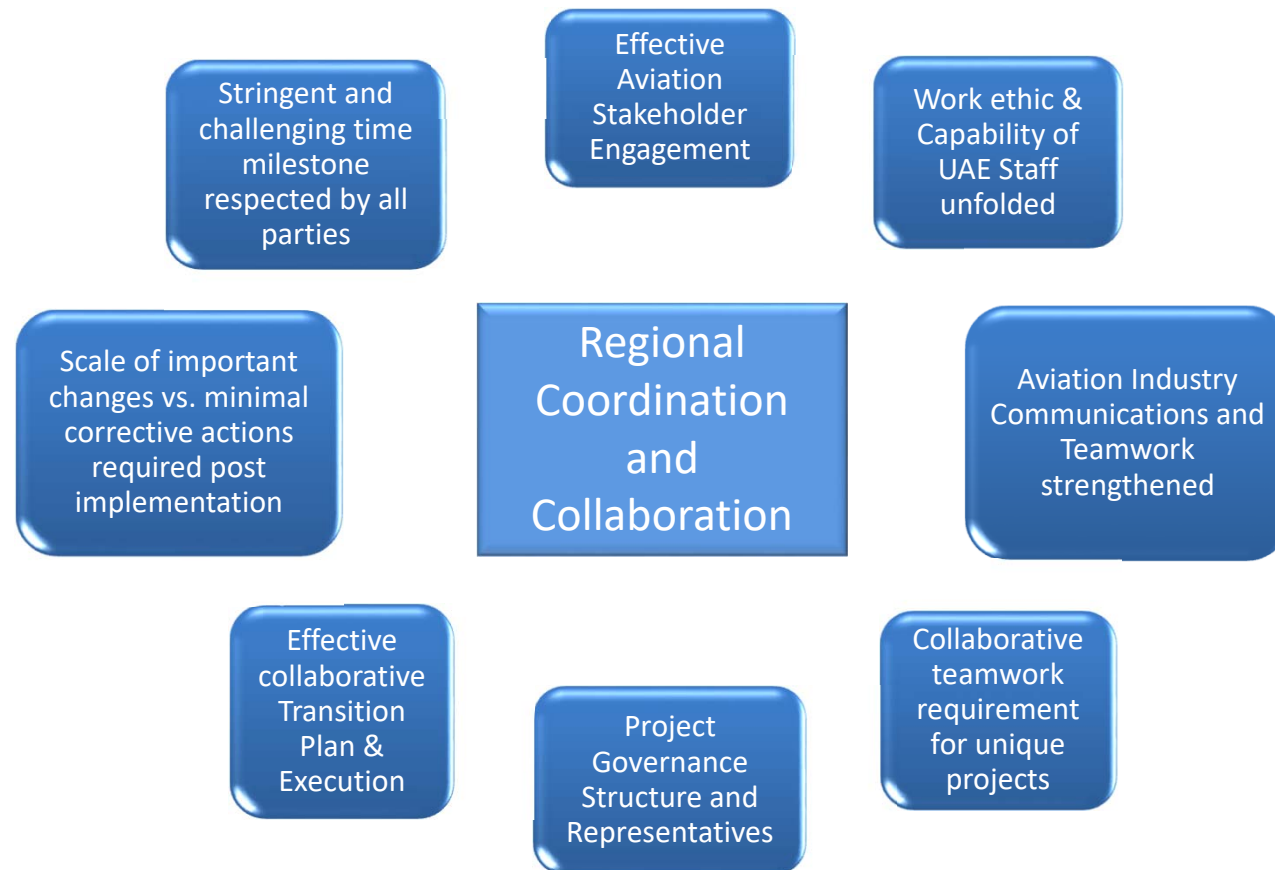 Effective
Aviation
Stakeholder
Engagement
Stringent and
challenging time
milestone
respected by all
parties
Work ethic &
Capability of
UAE Staff
unfolded
Scale of important
changes vs. minimal
corrective actions
required post
implementation
Regional
Coordination
and
Collaboration
Aviation Industry
Communications and
Teamwork
strengthened
Effective
collaborative
Transition
Plan &
Execution
Project
Governance
Structure and
Representatives
Collaborative
teamwork
requirement
for unique
projects